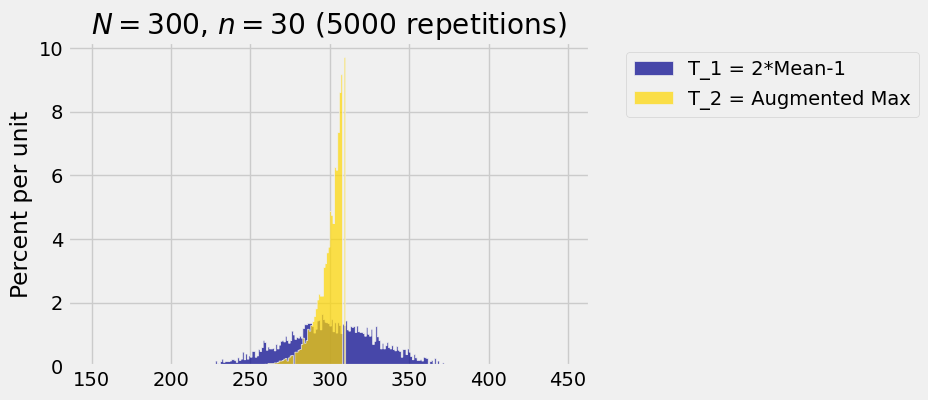 N = 300, n = 30 (5000 repetitions)
T_1 = 2*Mean-1
T_2 = Augmented Max
Percent per unit
10
8
6
4
2
0
150 200 250 300 350 400 450